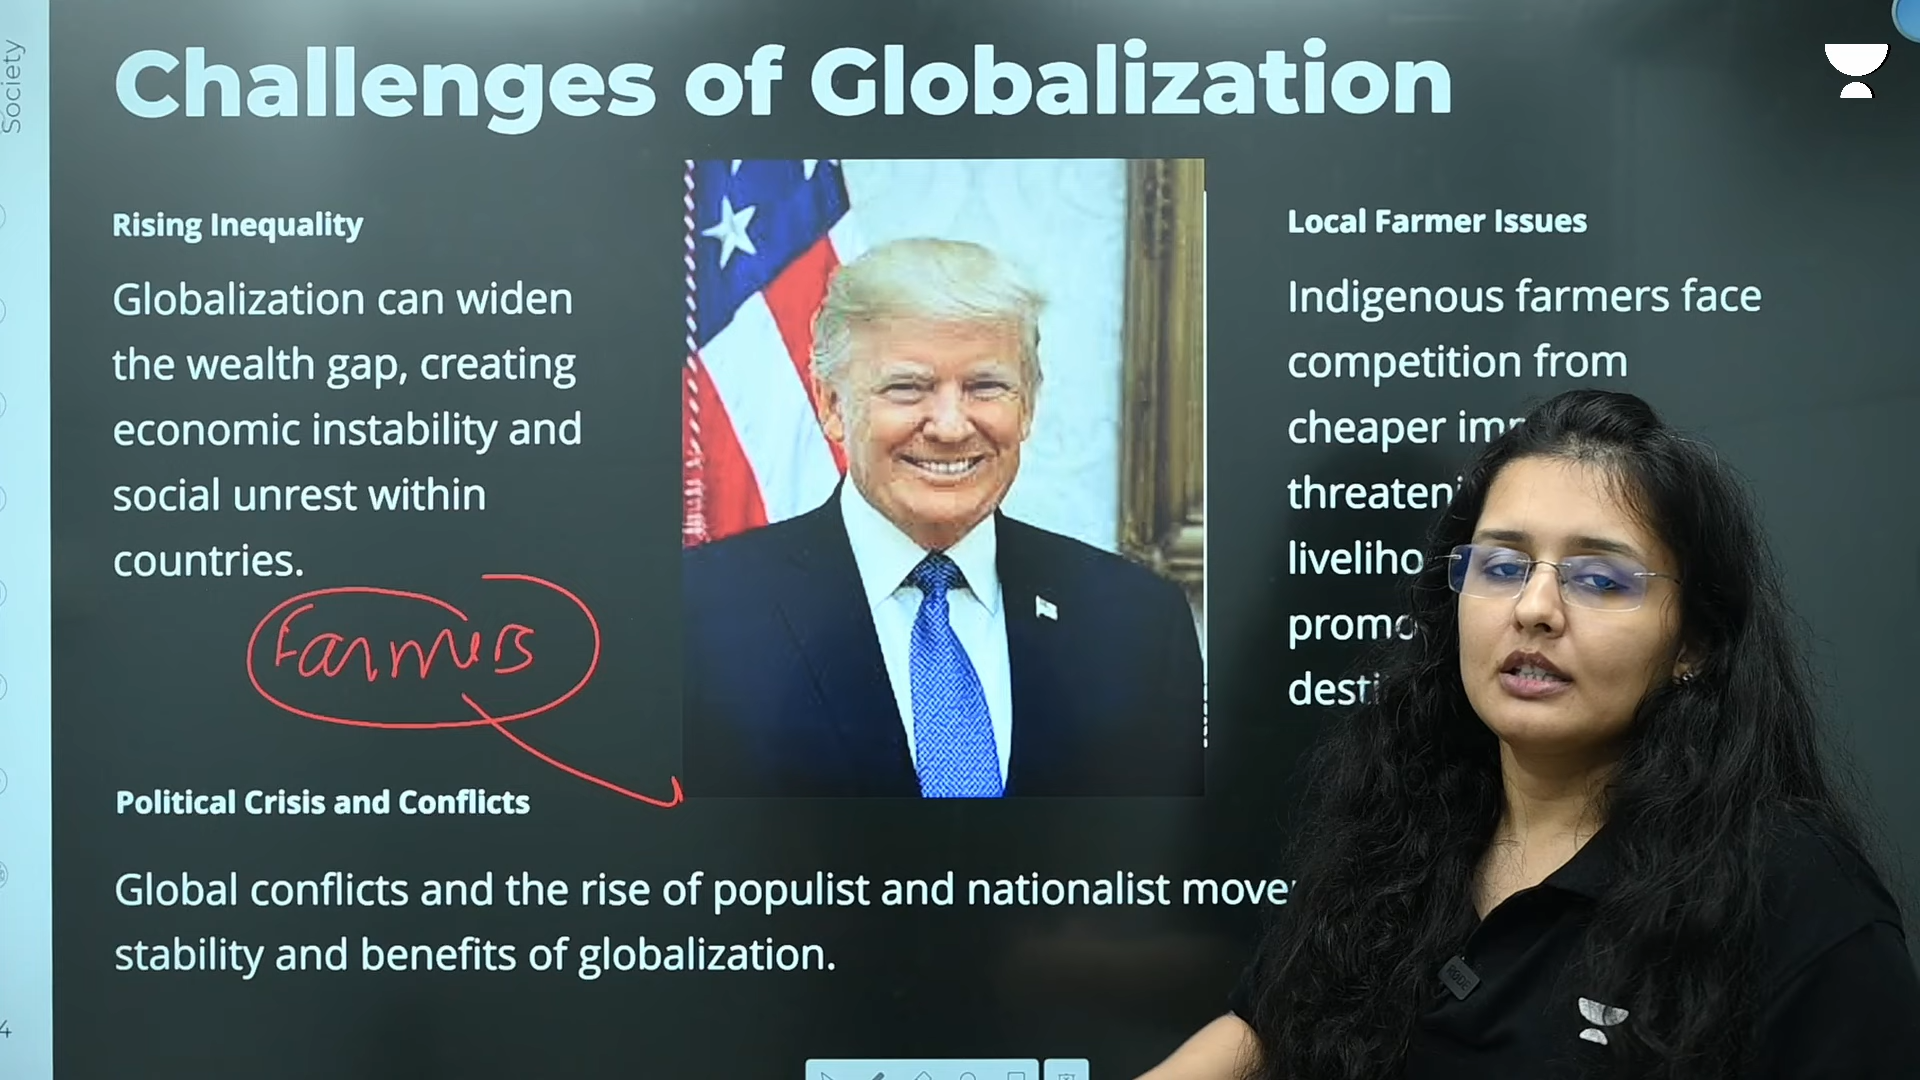 Society
Challenges of Globalization
Rising Inequality
Globalization can widen
the wealth gap, creating
economic instability and
social unrest within
countries.
Farmers
Local Farmer Issues
Indigenous farmers face
competition from
cheaper
Political Crisis and Conflicts
Global conflicts and the rise of populist and nationalist
stability and benefits of globalization.
4
RØDE